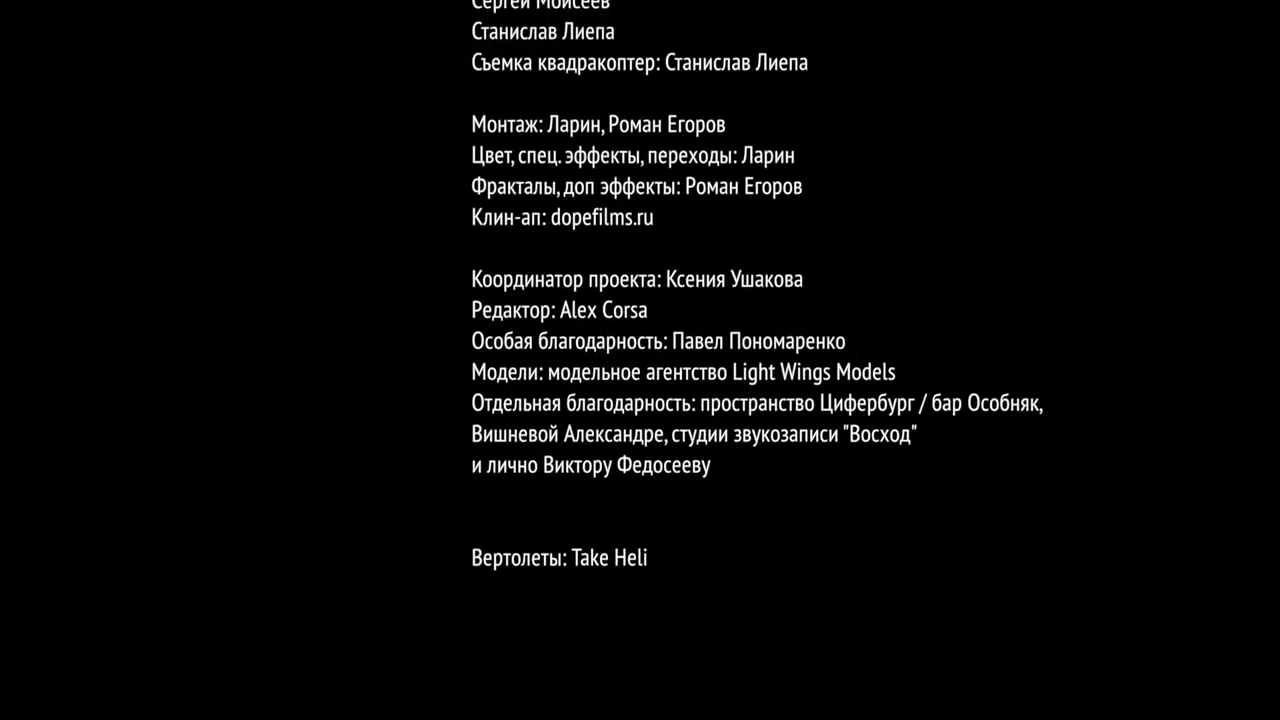 Сергей Моисеев
Станислав Лиепа
Съемка квадракоптер: Станислав Лиепа
Монтаж: Ларин, Роман Егоров
Цвет, спец. эффекты, переходы: Ларин
Фракталы, доп эффекты: Роман Егоров
Клин-ап: dopefilms.ru
Координатор проекта: Ксения Ушакова
Редактор: Alex Corsa
Особая благодарность: Павел Пономаренко
Модели: модельное агентство Light Wings Models
Отдельная благодарность: пространство Цифербург / бар Особняк,
Вишневой Александре, студии звукозаписи "Восход"
и лично Виктору Федосееву
Вертолеты: Take Heli